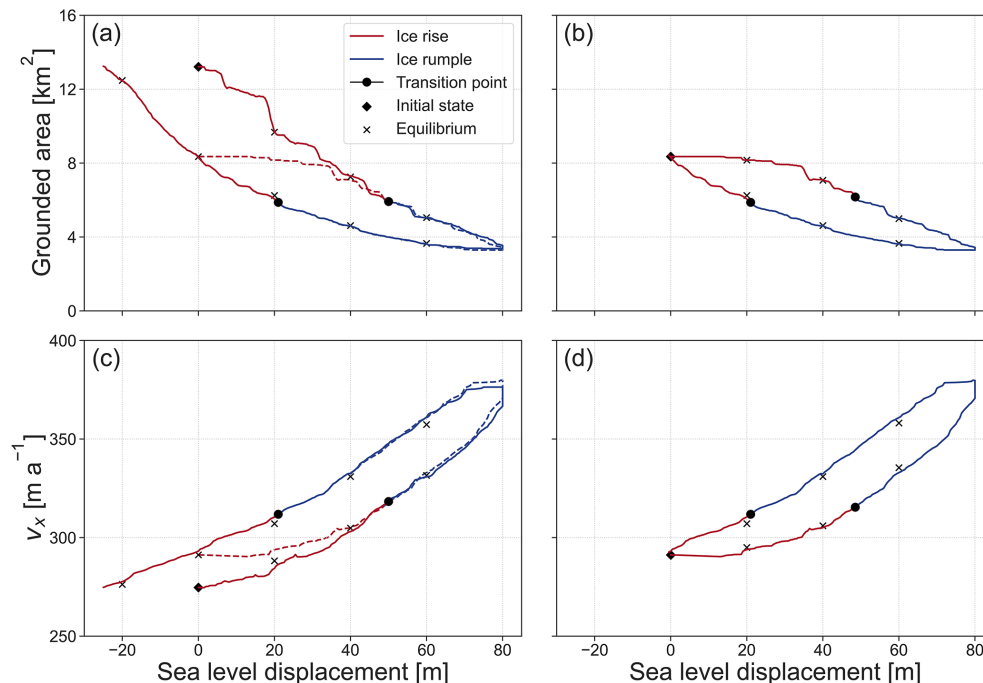 (a)
Ice rise
Ice rumple
Transition point
Initial state
Equilibrium
Grounded area [km²]
16
12
8
4
0
(b)
(c)
400
350
300
250
vₓ [m a⁻¹]
−20 0 20 40 60 80
Sea level displacement [m]
(d)
−20 0 20 40 60 80
Sea level displacement [m]